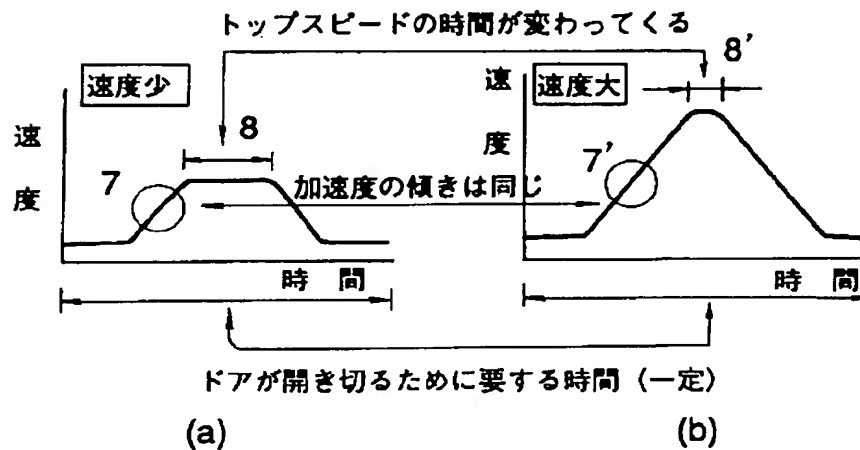 トップスピードの時間が変わってくる
速度少
速度
7
8
時 間
加速度の傾きは同じ
速度大
速度
7'
8'
時 間
ドアが開き切るために要する時間（一定）
(a)
(b)